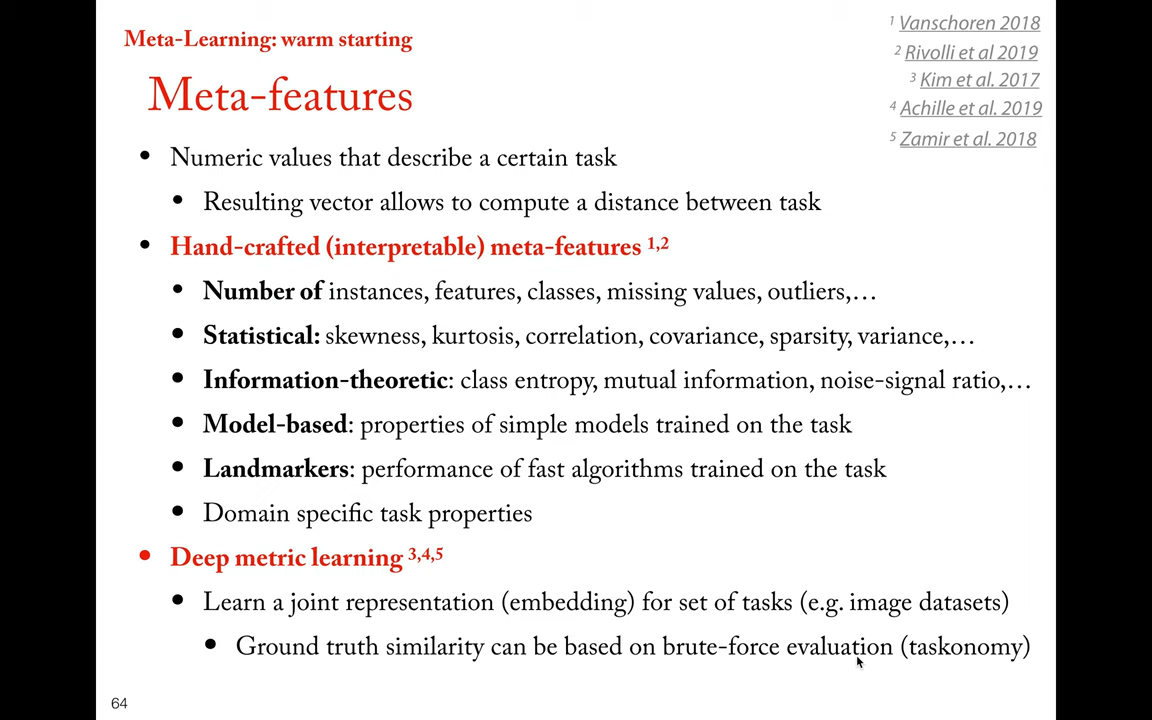 Meta-Learning: warm starting
1 Vanschoren 2018
2 Rivolli et al 2019
3 Kim et al. 2017
4 Achille et al. 2019
5 Zamir et al. 2018
Meta-features
• Numeric values that describe a certain task
• Resulting vector allows to compute a distance between task
• Hand-crafted (interpretable) meta-features 1,2
• Number of instances, features, classes, missing values, outliers,…
• Statistical: skewness, kurtosis, correlation, covariance, sparsity, variance,…
• Information-theoretic: class entropy, mutual information, noise-signal ratio,…
• Model-based: properties of simple models trained on the task
• Landmarkers: performance of fast algorithms trained on the task
• Domain specific task properties
• Deep metric learning 3,4,5
• Learn a joint representation (embedding) for set of tasks (e.g. image datasets)
• Ground truth similarity can be based on brute-force evaluation (taskonomy)
64